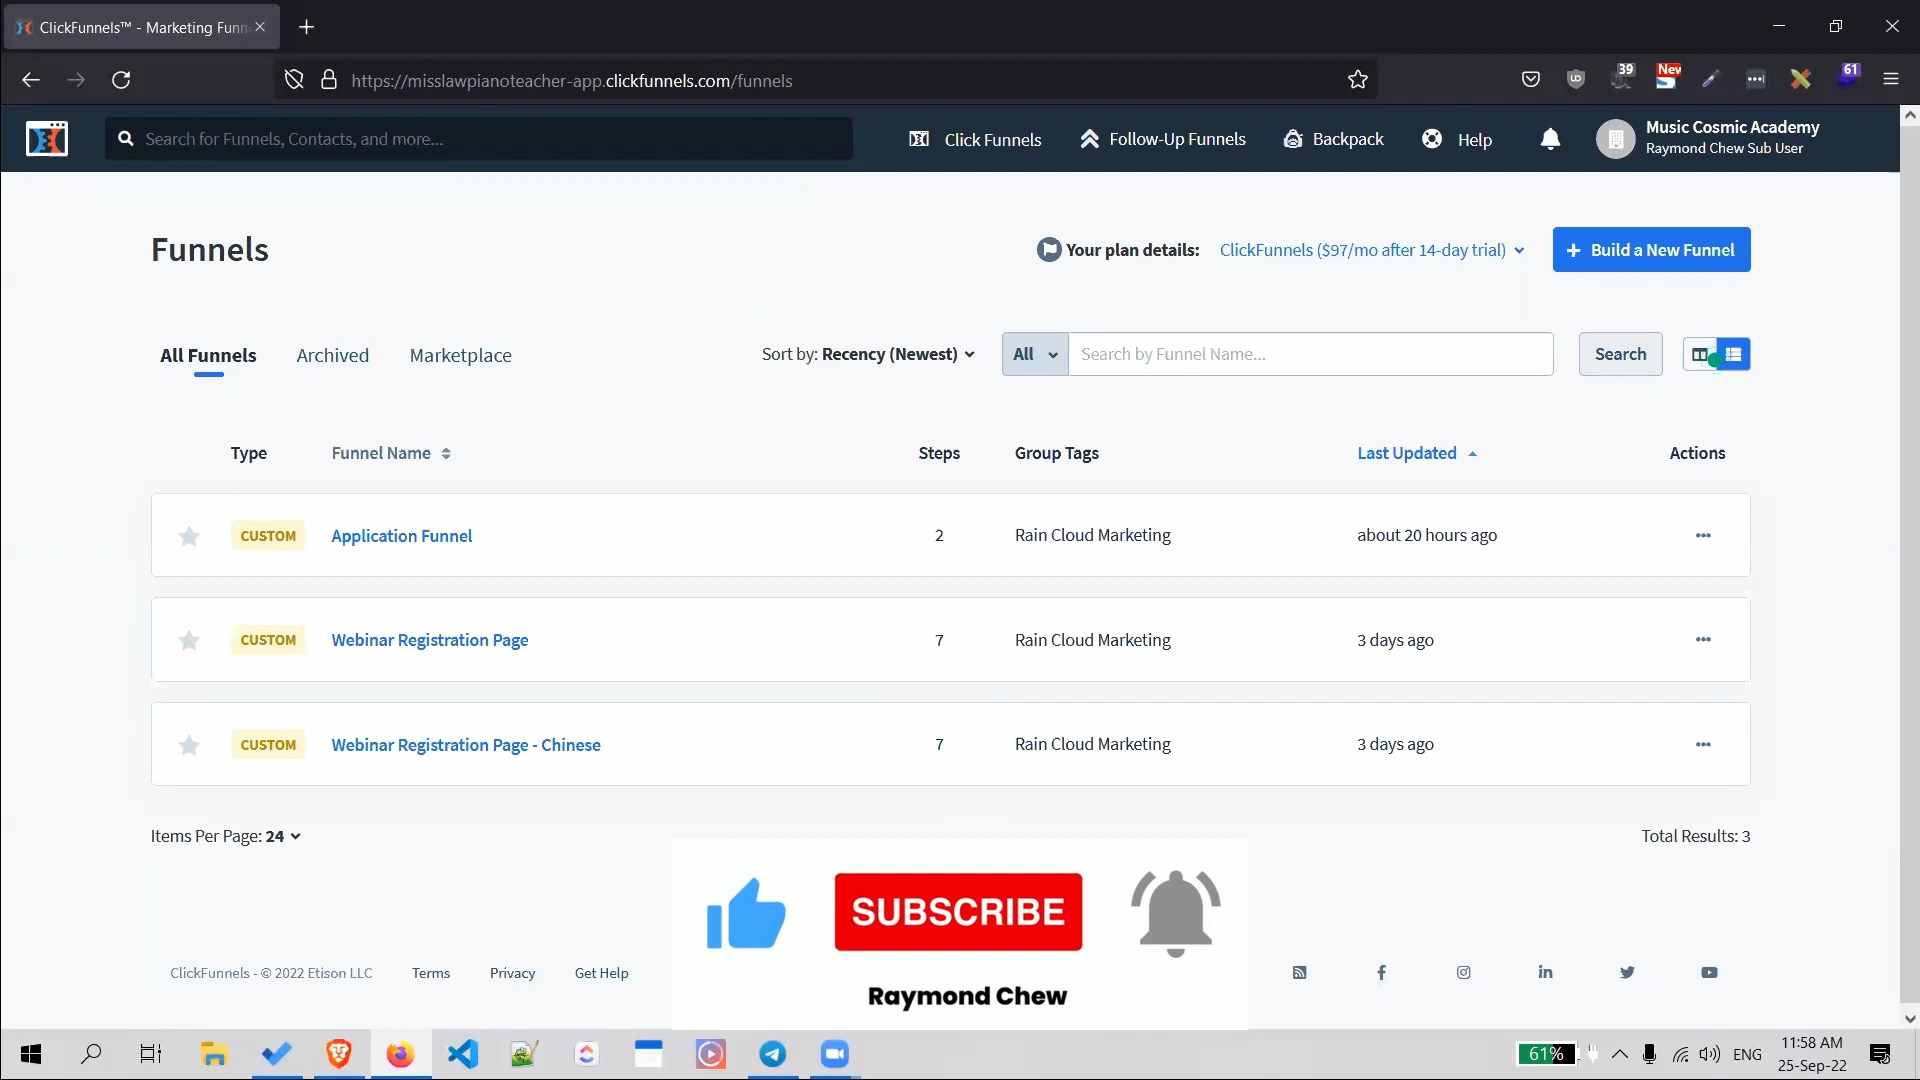 ClickFunnels™ - Marketing Funn
https://misslawpianoteacher-app.clickfunnels.com/funnels
39
New
61
Search for Funnels, Contacts, and more...
Click Funnels
Follow-Up Funnels
Backpack
Help
Music Cosmic Academy
Raymond Chew Sub User
Funnels
Your plan details: ClickFunnels ($97/mo after 14-day trial)
+ Build a New Funnel
All Funnels
Archived
Marketplace
Sort by: Recency (Newest)
All
Search by Funnel Name...
Search
Type Funnel Name Steps Group Tags Last Updated Actions
CUSTOM Application Funnel 2 Rain Cloud Marketing about 20 hours ago
CUSTOM Webinar Registration Page 7 Rain Cloud Marketing 3 days ago
CUSTOM Webinar Registration Page - Chinese 7 Rain Cloud Marketing 3 days ago
Items Per Page: 24
Total Results: 3
SUBSCRIBE
Raymond Chew
ClickFunnels - © 2022 Etison LLC
Terms
Privacy
Get Help
61%
ENG
11:58 AM
25-Sep-22